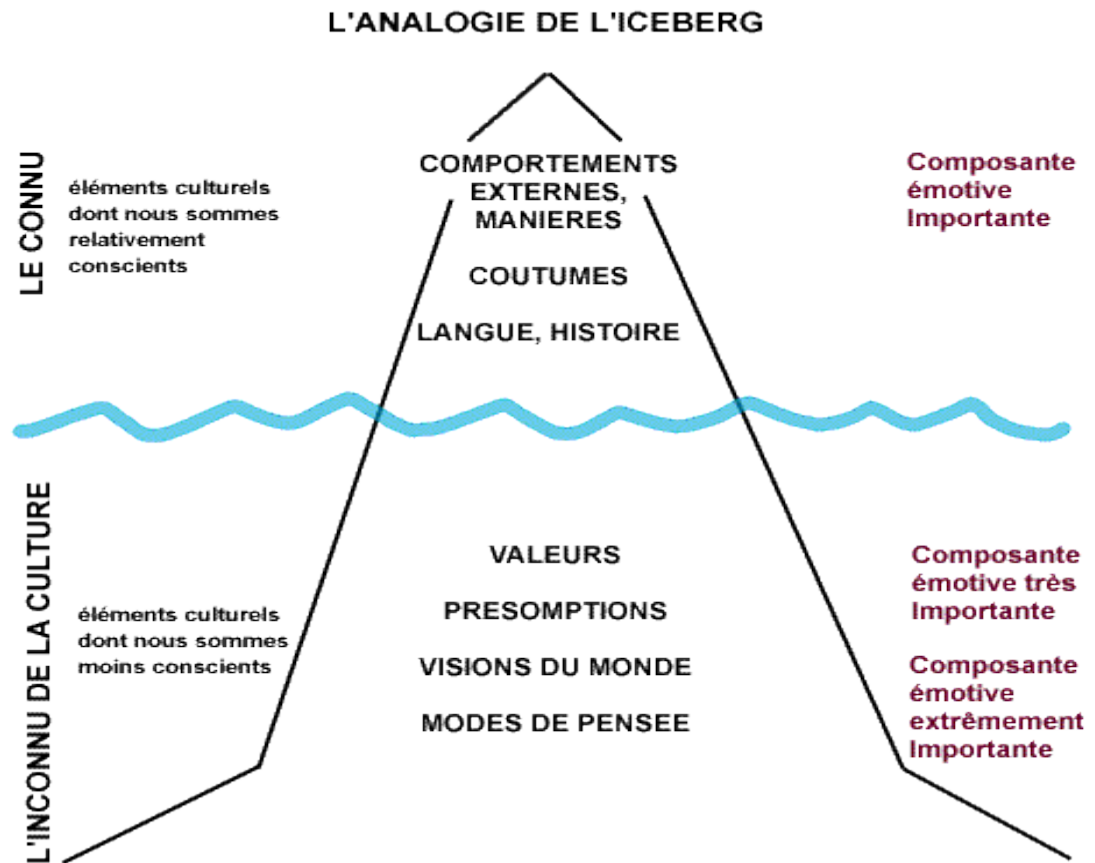 L'ANALOGIE DE L'ICEBERG
LE CONNU
éléments culturels
dont nous sommes
relativement
conscients
COMPORTEMENTS
EXTERNES,
MANIERES
COUTUMES
LANGUE, HISTOIRE
Composante
émotive
Importante
L'INCONNU DE LA CULTURE
éléments culturels
dont nous sommes
moins conscients
VALEURS
PRESOMPTIONS
VISIONS DU MONDE
MODES DE PENSEE
Composante
émotive très
Importante
Composante
émotive
extrêmement
Importante